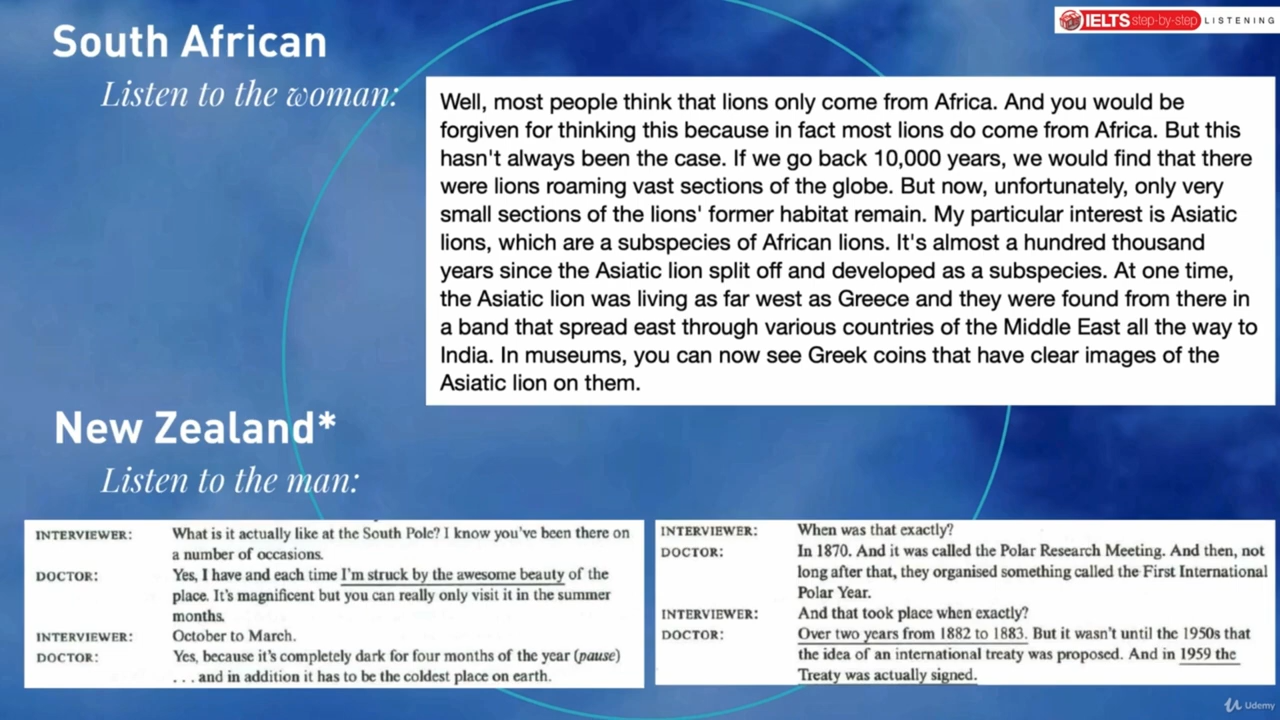 South African
IELTS step-by-step LISTENING
Listen to the woman:
Well, most people think that lions only come from Africa. And you would be
forgiven for thinking this because in fact most lions do come from Africa. But this
hasn't always been the case. If we go back 10,000 years, we would find that there
were lions roaming vast sections of the globe. But now, unfortunately, only very
small sections of the lions' former habitat remain. My particular interest is Asiatic
lions, which are a subspecies of African lions. It's almost a hundred thousand
years since the Asiatic lion split off and developed as a subspecies. At one time,
the Asiatic lion was living as far west as Greece and they were found from there in
a band that spread east through various countries of the Middle East all the way to
India. In museums, you can now see Greek coins that have clear images of the
Asiatic lion on them.
New Zealand*
Listen to the man:
INTERVIEWER: What is it actually like at the South Pole? I know you've been there on
a number of occasions.
DOCTOR: Yes, I have and each time I'm struck by the awesome beauty of the
place. It's magnificent but you can really only visit it in the summer
months.
INTERVIEWER: October to March.
DOCTOR: Yes, because it's completely dark for four months of the year (pause)
. . . and in addition it has to be the coldest place on earth.
INTERVIEWER: When was that exactly?
DOCTOR: In 1870. And it was called the Polar Research Meeting. And then, not
long after that, they organised something called the First International
Polar Year.
INTERVIEWER: And that took place when exactly?
DOCTOR: Over two years from 1882 to 1883. But it wasn't until the 1950s that
the idea of an international treaty was proposed. And in 1959 the
Treaty was actually signed.
Udemy